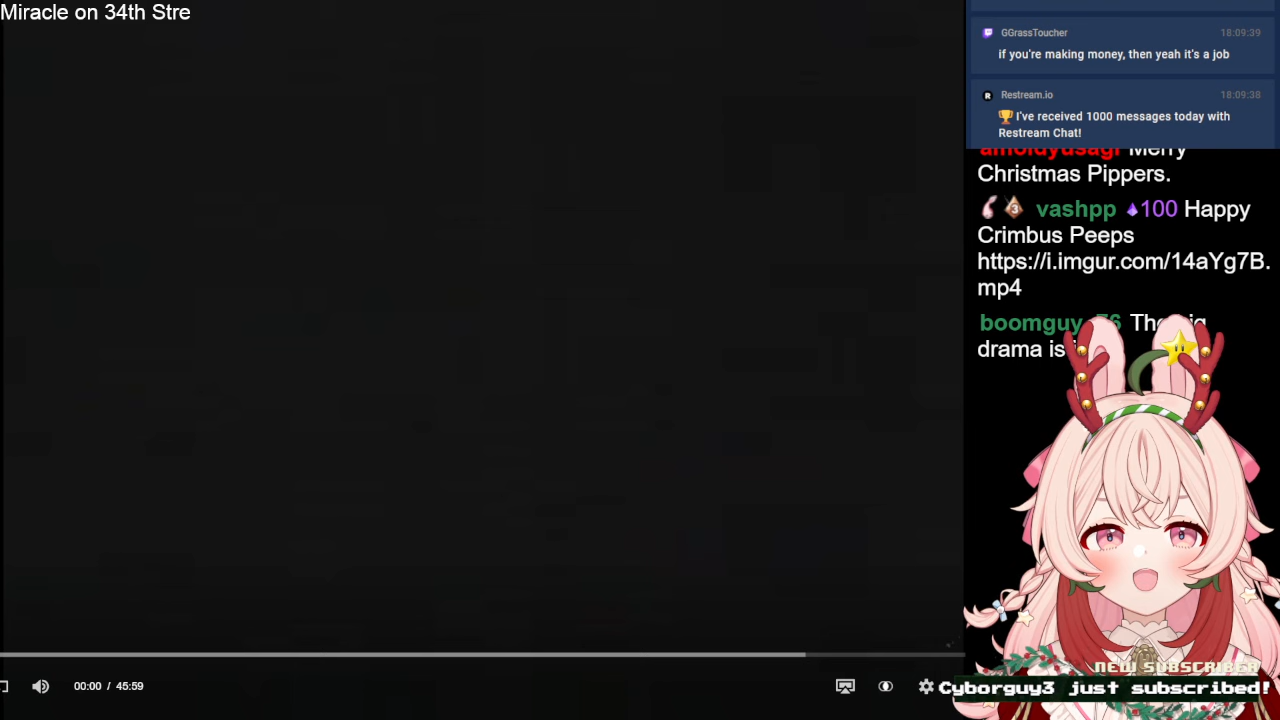 Miracle on 34th Stre
GGrassToucher 18:09:39
if you're making money, then yeah it's a job
Restream.io 18:09:38
🏆I've received 1000 messages today with
Restream Chat!
amoldyusagi Merry
Christmas Pippers.
vashpp 100 Happy
Crimbus Peeps
https://i.imgur.com/14aYg7B.
mp4
drama is
00:00 / 45:59
NEW SUBSCRIBER
Cyborguy3 just subscribed!